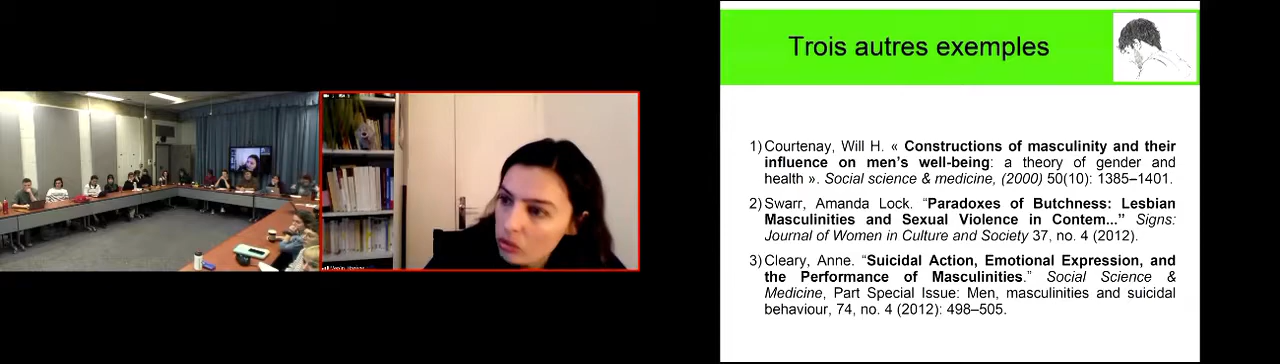 Trois autres exemples
1) Courtenay, Will H. « Constructions of masculinity and their
influence on men's well-being: a theory of gender and
health ». Social science & medicine, (2000) 50(10): 1385–1401.
2) Swarr, Amanda Lock. “Paradoxes of Butchness: Lesbian
Masculinities and Sexual Violence in Contem...” Signs:
Journal of Women in Culture and Society 37, no. 4 (2012).
3) Cleary, Anne. “Suicidal Action, Emotional Expression, and
the Performance of Masculinities.” Social Science &
Medicine, Part Special Issue: Men, masculinities and suicidal
behaviour, 74, no. 4 (2012): 498–505.